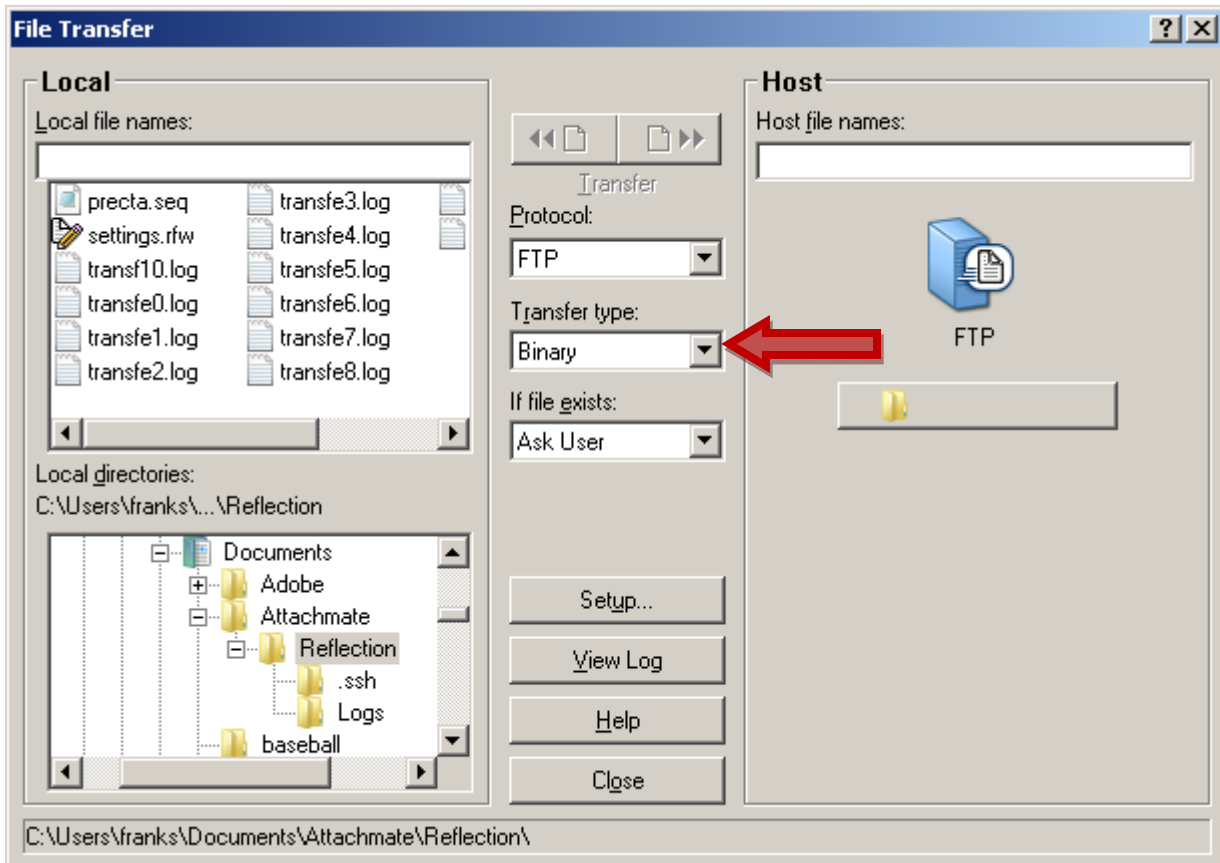 File Transfer
Local
Local file names:
precta.seq
settings.rfw
transf10.log
transfe0.log
transfe1.log
transfe2.log
transfe3.log
transfe4.log
transfe5.log
transfe6.log
transfe7.log
transfe8.log
Local directories:
C:\Users\franks\...\Reflection
Documents
Adobe
Attachmate
Reflection
.ssh
Logs
baseball
Transfer
Protocol:
FTP
Transfer type:
Binary
If file exists:
Ask User
Setup...
View Log
Help
Close
Host
Host file names:
FTP
C:\Users\franks\Documents\Attachmate\Reflection\